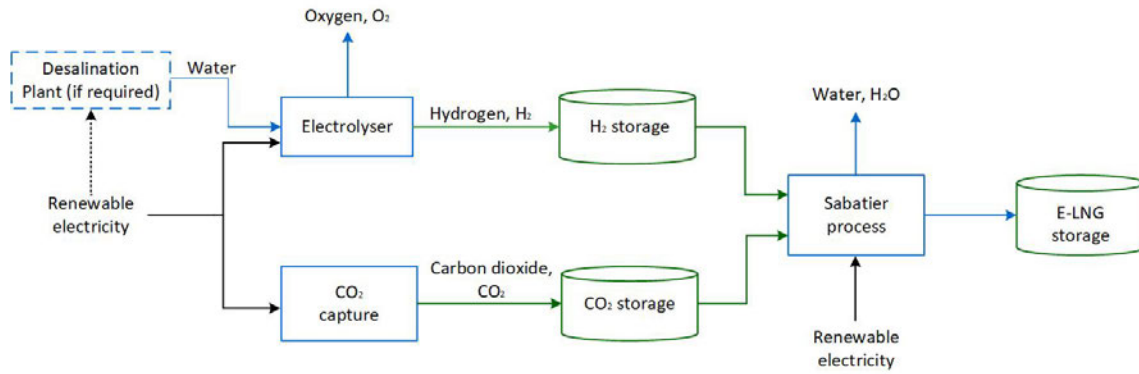 Oxygen, O₂
Desalination
Plant (if required)
Water
Electrolyser
Hydrogen, H₂
H₂ storage
Water, H₂O
Renewable
electricity
Sabatier
process
E-LNG
storage
CO₂
capture
Carbon dioxide,
CO₂
CO₂ storage
Renewable
electricity